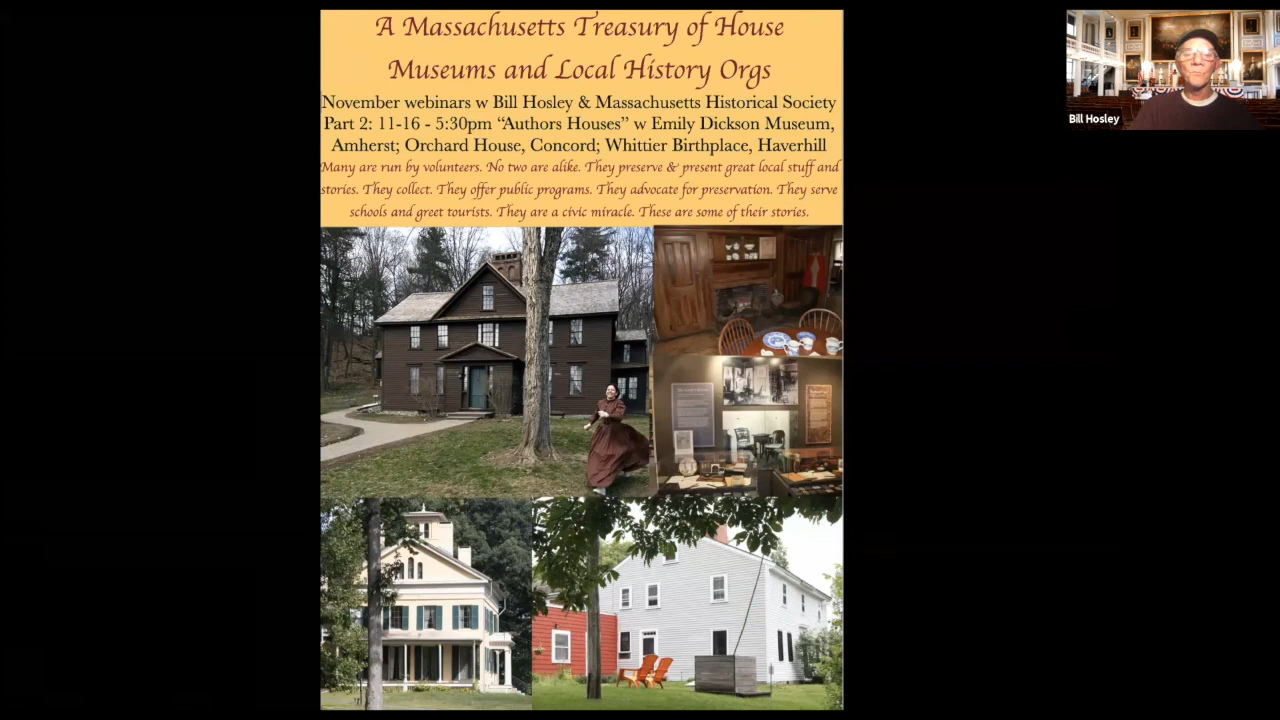 A Massachusetts Treasury of House
Museums and Local History Orgs
November webinars w Bill Hosley & Massachusetts Historical Society
Part 2: 11-16 - 5:30pm “Authors Houses” w Emily Dickson Museum,
Amherst; Orchard House, Concord; Whittier Birthplace, Haverhill
Many are run by volunteers. No two are alike. They preserve & present great local stuff and
stories. They collect. They offer public programs. They advocate for preservation. They serve
schools and greet tourists. They are a civic miracle. These are some of their stories.
Bill Hosley